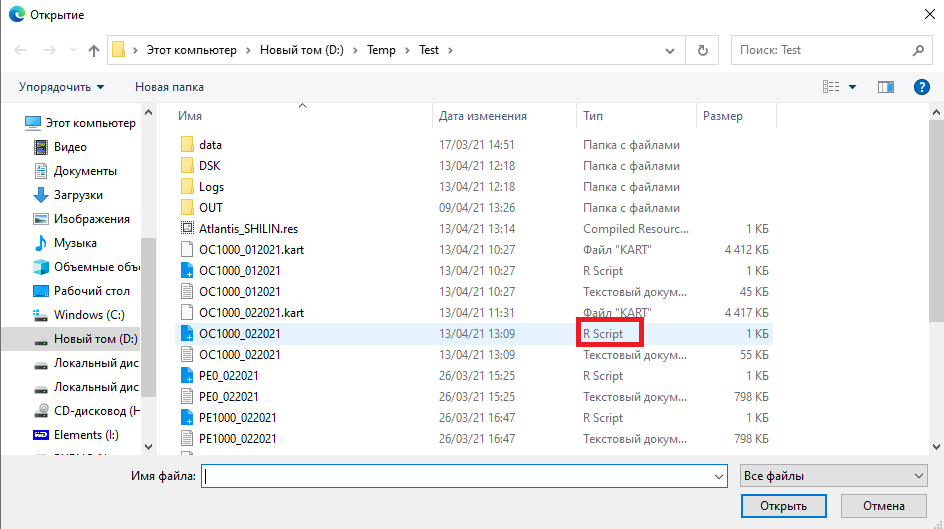 Открытие
Этот компьютер > Новый том (D:) > Temp > Test >
Поиск: Test
Упорядочить
Новая папка
Этот компьютер
Видео
Документы
Загрузки
Изображения
Музыка
Объемные объ
Рабочий стол
Windows (C:)
Новый том (D:)
Локальный дис
Локальный дис
CD-дисковод (H
Elements (I:)
Имя Дата изменения Тип Размер
data 17/03/21 14:51 Папка с файлами
DSK 13/04/21 12:18 Папка с файлами
Logs 13/04/21 12:18 Папка с файлами
OUT 09/04/21 13:26 Папка с файлами
Atlantis_SHILIN.res 13/04/21 13:14 Compiled Resourc... 1 КБ
OC1000_012021.kart 13/04/21 10:27 Файл "KART" 4 412 КБ
OC1000_012021 13/04/21 10:27 R Script 1 КБ
OC1000_012021 13/04/21 10:27 Текстовый докум... 45 КБ
OC1000_022021.kart 13/04/21 11:31 Файл "KART" 4 417 КБ
OC1000_022021 13/04/21 13:09 R Script 1 КБ
OC1000_022021 13/04/21 13:09 Текстовый докум... 55 КБ
PE0_022021 26/03/21 15:25 R Script 1 КБ
PE0_022021 26/03/21 15:25 Текстовый докум... 798 КБ
PE1000_022021 26/03/21 16:47 R Script 1 КБ
PE1000_022021 26/03/21 16:47 Текстовый докум... 798 КБ
Имя файла:
Все файлы
Открыть
Отмена